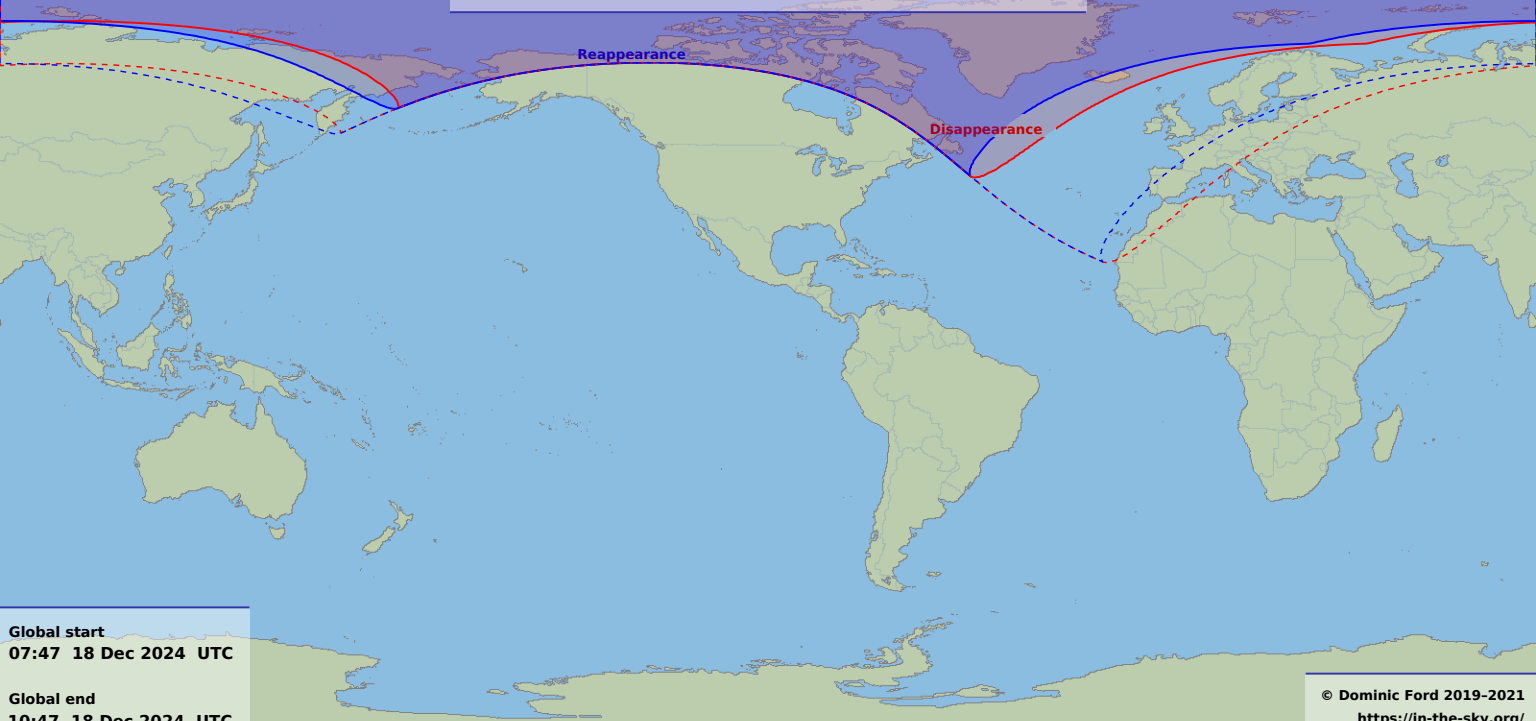 Reappearance
Disappearance
Global start
07:47  18 Dec 2024  UTC
Global end
10:47  18 Dec 2024  UTC
© Dominic Ford 2019–2021
https://in-the-sky.org/